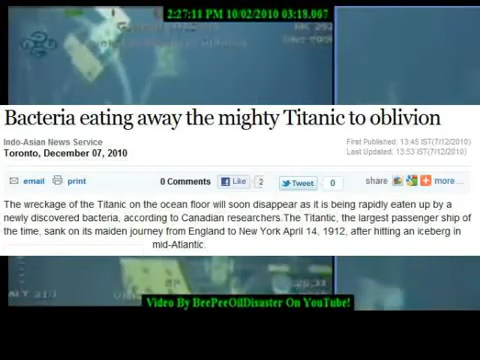 2:27:11 PM 10/02/2010 03:18.067
Bacteria eating away the mighty Titanic to oblivion
Indo-Asian News Service
First Published: 13:45 IST(7/12/2010)
Toronto, December 07, 2010
Last Updated: 13:53 IST(7/12/2010)
email print 0 Comments Like 2 Tweet 0 share more...
The wreckage of the Titanic on the ocean floor will soon disappear as it is being rapidly eaten up by a
newly discovered bacteria, according to Canadian researchers.The Titanic, the largest passenger ship of
the time, sank on its maiden journey from England to New York April 14, 1912, after hitting an iceberg in
mid-Atlantic.
Video By BeePeeOilDisaster On YouTube!